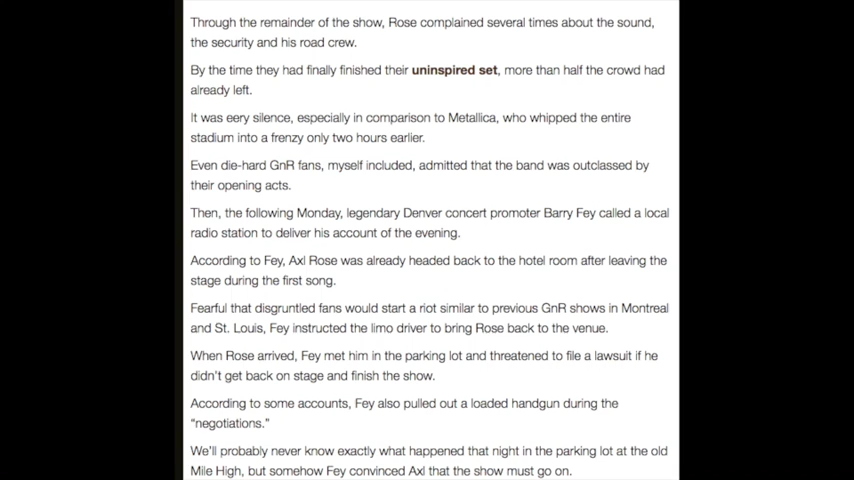 Through the remainder of the show, Rose complained several times about the sound,
the security and his road crew.
By the time they had finally finished their uninspired set, more than half the crowd had
already left.
It was eery silence, especially in comparison to Metallica, who whipped the entire
stadium into a frenzy only two hours earlier.
Even die-hard GnR fans, myself included, admitted that the band was outclassed by
their opening acts.
Then, the following Monday, legendary Denver concert promoter Barry Fey called a local
radio station to deliver his account of the evening.
According to Fey, Axl Rose was already headed back to the hotel room after leaving the
stage during the first song.
Fearful that disgruntled fans would start a riot similar to previous GnR shows in Montreal
and St. Louis, Fey instructed the limo driver to bring Rose back to the venue.
When Rose arrived, Fey met him in the parking lot and threatened to file a lawsuit if he
didn't get back on stage and finish the show.
According to some accounts, Fey also pulled out a loaded handgun during the
“negotiations.”
We'll probably never know exactly what happened that night in the parking lot at the old
Mile High, but somehow Fey convinced Axl that the show must go on.